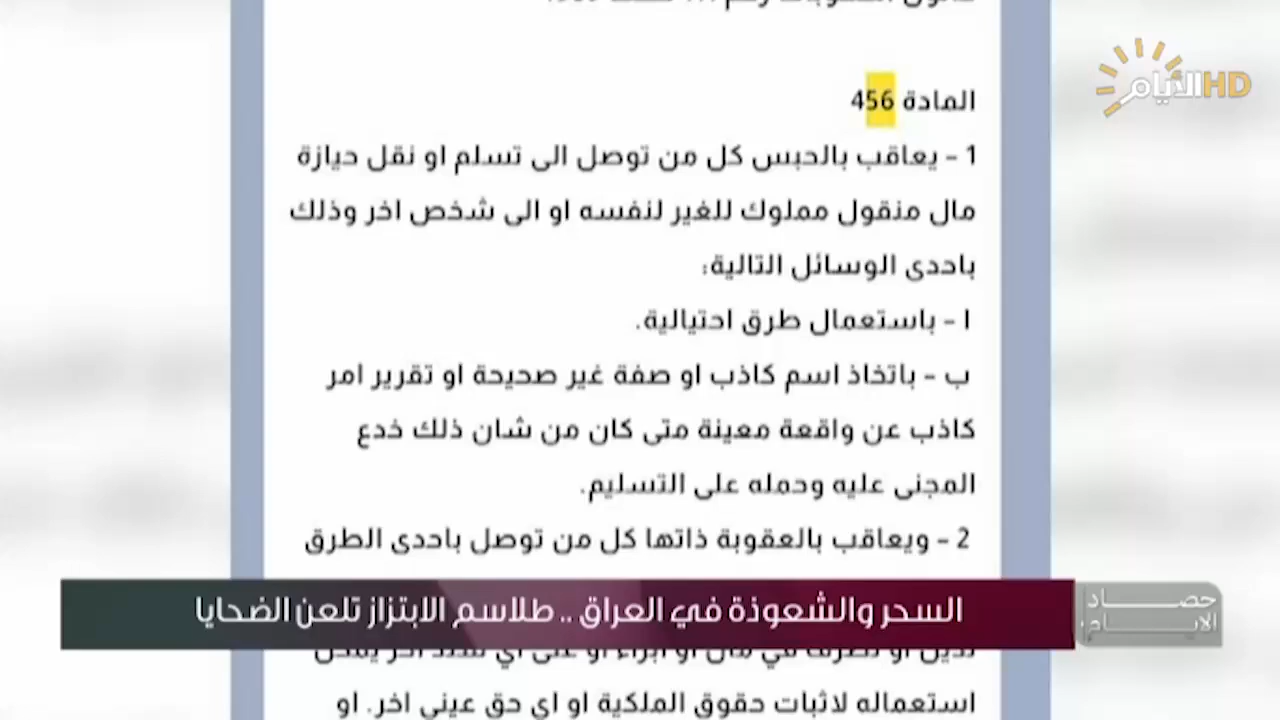 الأيام HD
المادة 456
1 – يعاقب بالحبس كل من توصل الى تسلم او نقل حيازة
مال منقول مملوك للغير لنفسه او الى شخص اخر وذلك
باحدى الوسائل التالية:
ا – باستعمال طرق احتيالية.
ب – باتخاذ اسم كاذب او صفة غير صحيحة او تقرير امر
كاذب عن واقعة معينة متى كان من شان ذلك خدع
المجنى عليه وحمله على التسليم.
2 – ويعاقب بالعقوبة ذاتها كل من توصل باحدى الطرق
السحر والشعوذة في العراق .. طلاسم الابتزاز تلعن الضحايا
حصاد
الايام
استعماله لاثبات حقوق الملكية او اي حق عيني اخر. او